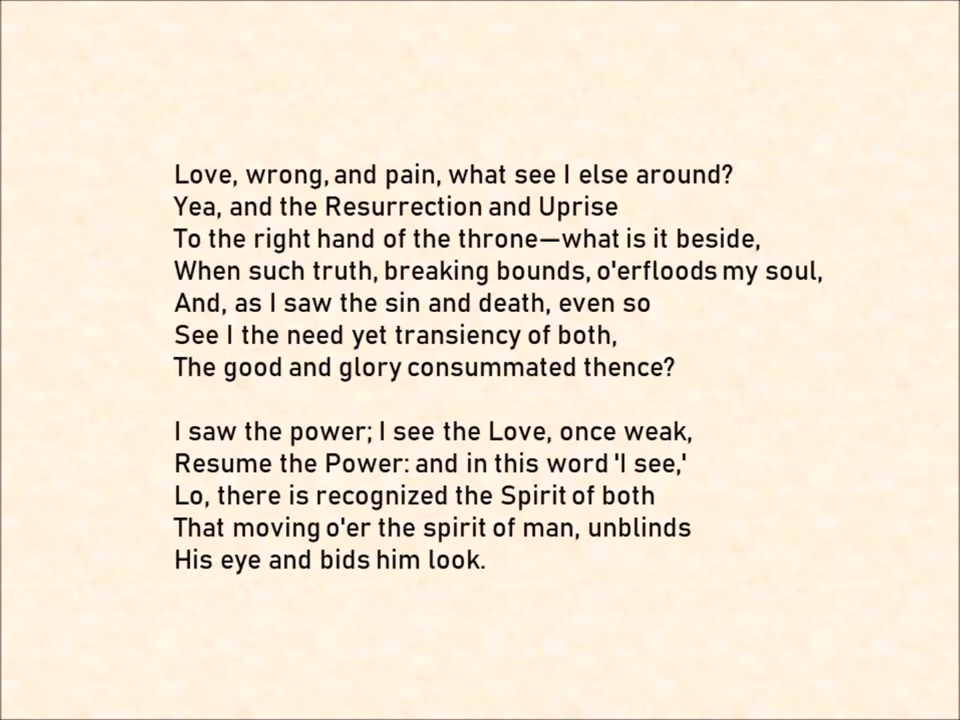 Love, wrong, and pain, what see I else around?
Yea, and the Resurrection and Uprise
To the right hand of the throne—what is it beside,
When such truth, breaking bounds, o'erfloods my soul,
And, as I saw the sin and death, even so
See I the need yet transiency of both,
The good and glory consummated thence?

I saw the power; I see the Love, once weak,
Resume the Power: and in this word 'I see,'
Lo, there is recognized the Spirit of both
That moving o'er the spirit of man, unblinds
His eye and bids him look.